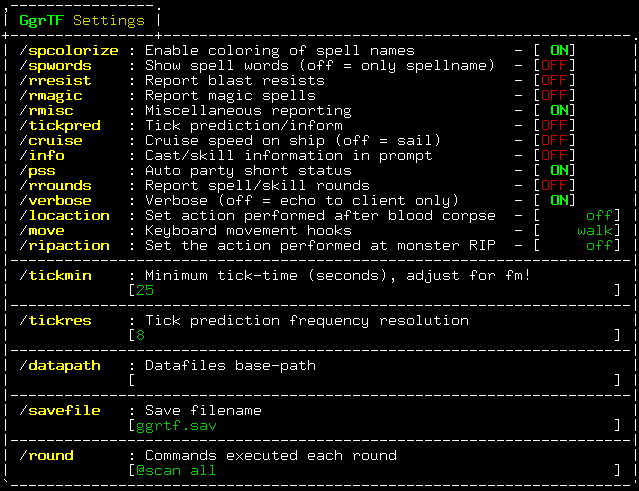 GgrTF Settings
/spcolorize : Enable coloring of spell names - [ ON]
/spwords : Show spell words (off = only spellname) - [OFF]
/rresist : Report blast resists - [OFF]
/rmagic : Report magic spells - [OFF]
/rmisc : Miscellaneous reporting - [ ON]
/tickpred : Tick prediction/inform - [OFF]
/cruise : Cruise speed on ship (off = sail) - [OFF]
/info : Cast/skill information in prompt - [OFF]
/pss : Auto party short status - [ ON]
/rrounds : Report spell/skill rounds - [OFF]
/verbose : Verbose (off = echo to client only) - [ ON]
/locaction : Set action performed after blood corpse - [ off]
/move : Keyboard movement hooks - [ walk]
/ripaction : Set the action performed at monster RIP - [ off]
/tickmin : Minimum tick-time (seconds), adjust for fm!
[25 ]
/tickres : Tick prediction frequency resolution
[8 ]
/datapath : Datafiles base-path
[ ]
/savefile : Save filename
[ggrtf.sav ]
/round : Commands executed each round
[@scan all ]